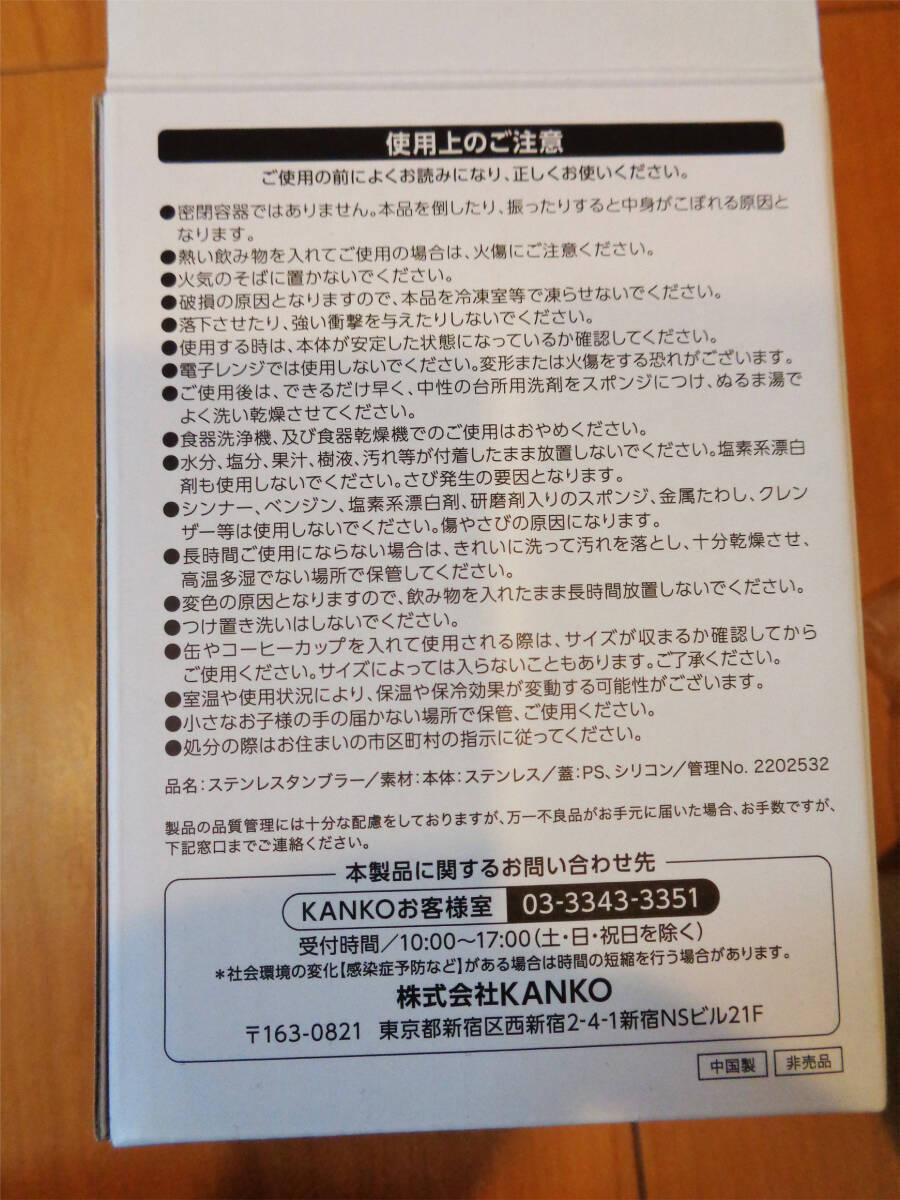 使用上のご注意
ご使用の前によくお読みになり、正しくお使いください。
●密閉容器ではありません。本品を倒したり、振ったりすると中身がこぼれる原因と
なります。
●熱い飲み物を入れてご使用の場合は、火傷にご注意ください。
●火気のそばに置かないでください。
●破損の原因となりますので、本品を冷凍室等で凍らせないでください。
●落下させたり、強い衝撃を与えたりしないでください。
●使用する時は、本体が安定した状態になっているか確認してください。
●電子レンジでは使用しないでください。変形または火傷をする恐れがございます。
●ご使用後は、できるだけ早く、中性の台所用洗剤をスポンジにつけ、ぬるま湯で
よく洗い乾燥させてください。
●食器洗浄機、及び食器乾燥機でのご使用はおやめください。
●水分、塩分、果汁、樹液、汚れ等が付着したまま放置しないでください。塩素系漂白
剤も使用しないでください。さび発生の要因となります。
●シンナー、ベンジン、塩素系漂白剤、研磨剤入りのスポンジ、金属たわし、クレン
ザー等は使用しないでください。傷やさびの原因になります。
●長時間ご使用にならない場合は、きれいに洗って汚れを落とし、十分乾燥させ、
高温多湿でない場所で保管してください。
●変色の原因となりますので、飲み物を入れたまま長時間放置しないでください。
●つけ置き洗いはしないでください。
●缶やコーヒーカップを入れて使用される際は、サイズが収まるか確認してから
ご使用ください。サイズによっては入らないこともあります。ご了承ください。
●室温や使用状況により、保温や保冷効果が変動する可能性がございます。
●小さなお子様の手の届かない場所で保管、ご使用ください。
●処分の際はお住まいの市区町村の指示に従ってください。
品名：ステンレスタンブラー／素材：本体：ステンレス／蓋：PS、シリコン／管理No. 2202532
製品の品質管理には十分な配慮をしておりますが、万一不良品がお手元に届いた場合、お手数ですが、
下記窓口までご連絡ください。
本製品に関するお問い合わせ先
KANKOお客様室 03-3343-3351
受付時間／10:00〜17:00（土・日・祝日を除く）
＊社会環境の変化【感染症予防など】がある場合は時間の短縮を行う場合があります。
株式会社KANKO
〒163-0821 東京都新宿区西新宿2-4-1新宿NSビル21F
中国製 非売品